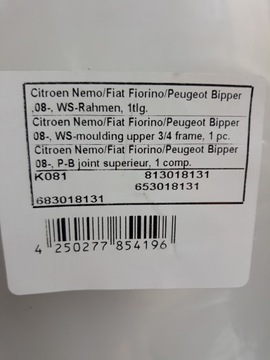 Citroen Nemo/Fiat Fiorino/Peugeot Bipper
,08-, WS-Rahmen, 1tlg.
Citroen Nemo/Fiat Fiorino/Peugeot Bipper
08-, WS-moulding upper 3/4 frame, 1 pc.
Citroen Nemo/Fiat Fiorino/Peugeot Bipper
08-, P-B joint superieur, 1 comp.
K081 813018131
653018131
683018131
4 250277 854196